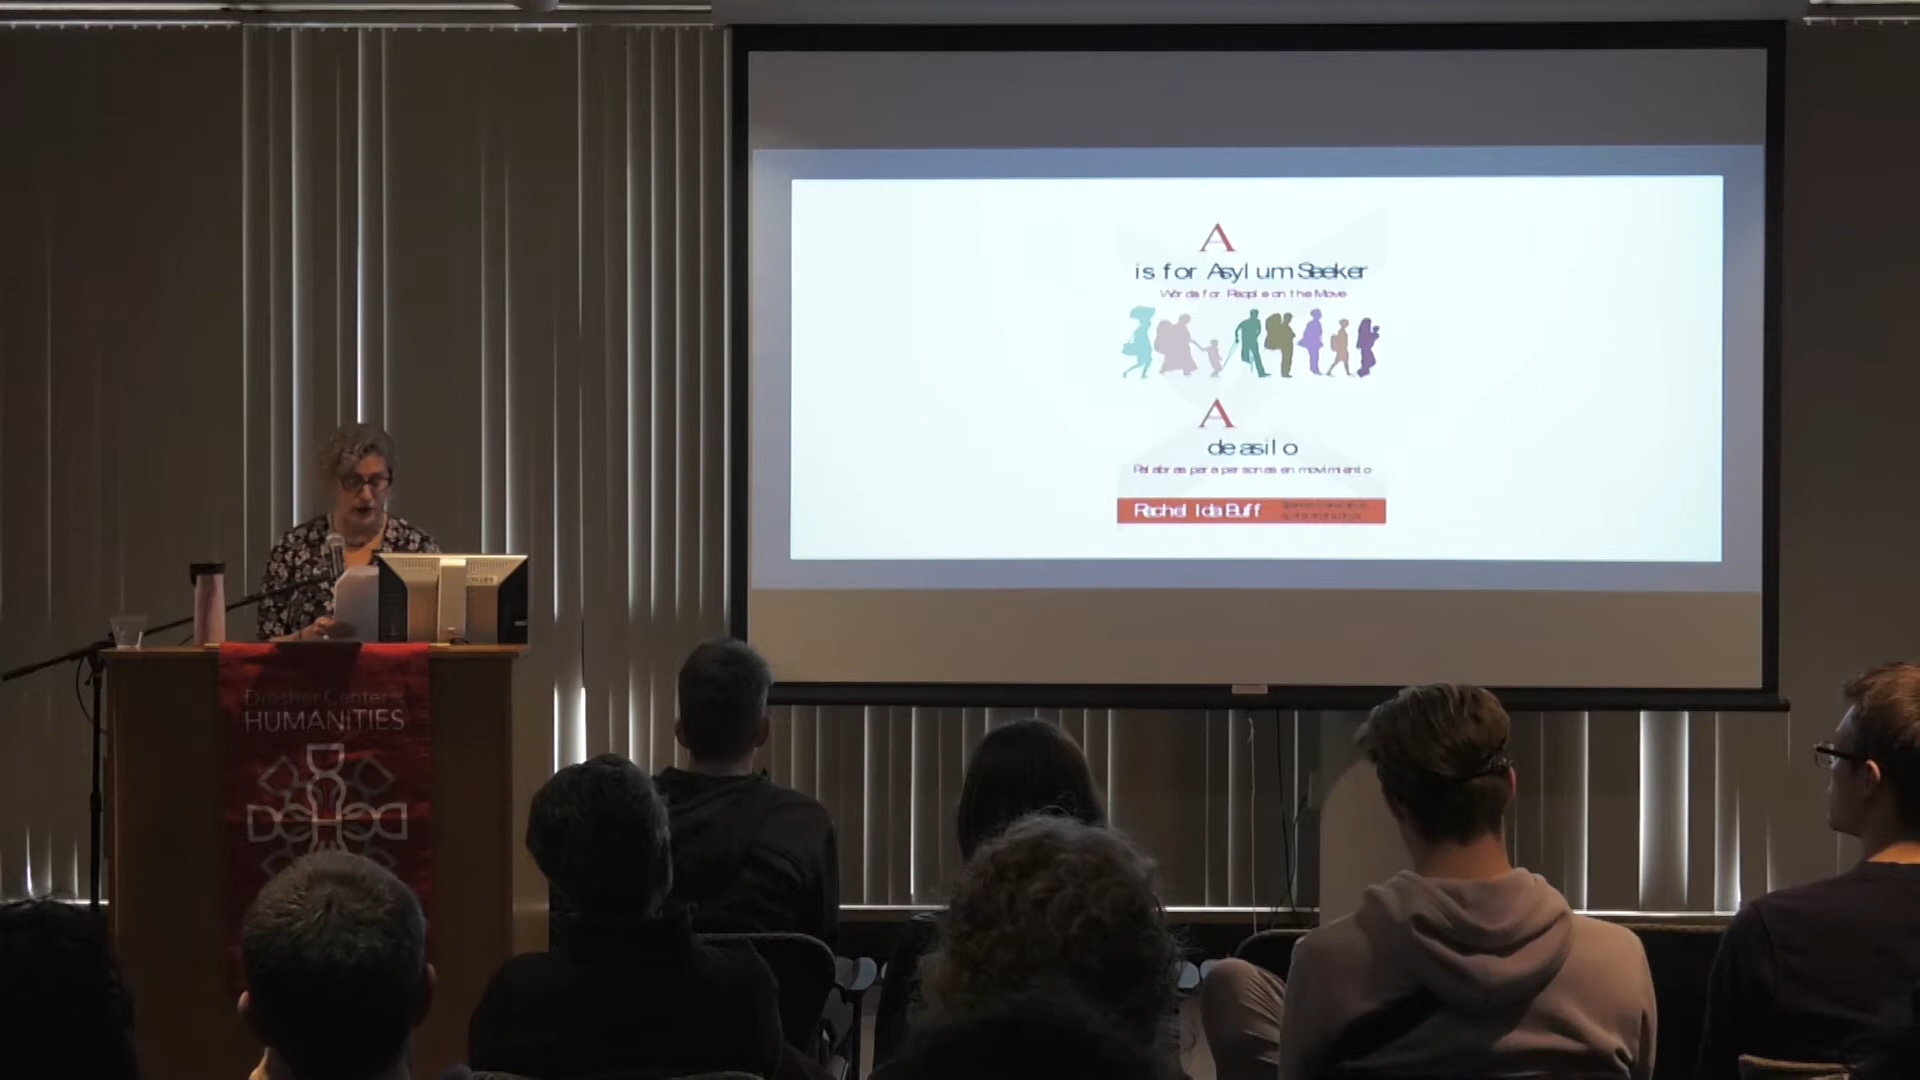 A
is for Asylum Seeker
Words for People on the Move
A
de asilo
Palabras para personas en movimiento
Rachel Ida Buff
Dresher Center
HUMANITIES